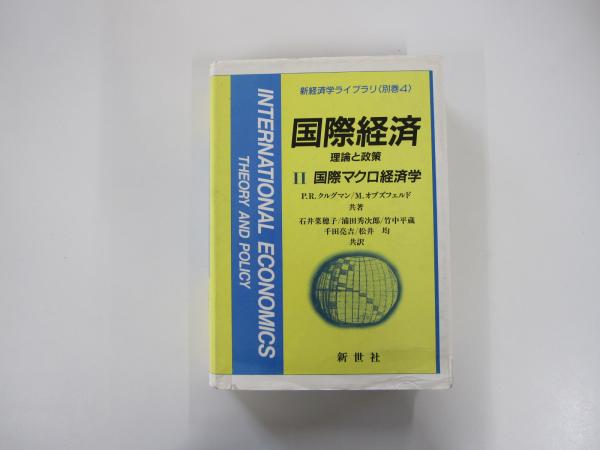 新経済学ライブラリ〈別巻4〉
国際経済
理論と政策
II 国際マクロ経済学
P.R.クルグマン/M.オブズフェルド
共著
石井菜穂子/浦田秀次郎/竹中平蔵
千田亮吉/松井 均
共訳
新世社
INTERNATIONAL ECONOMICS
THEORY AND POLICY